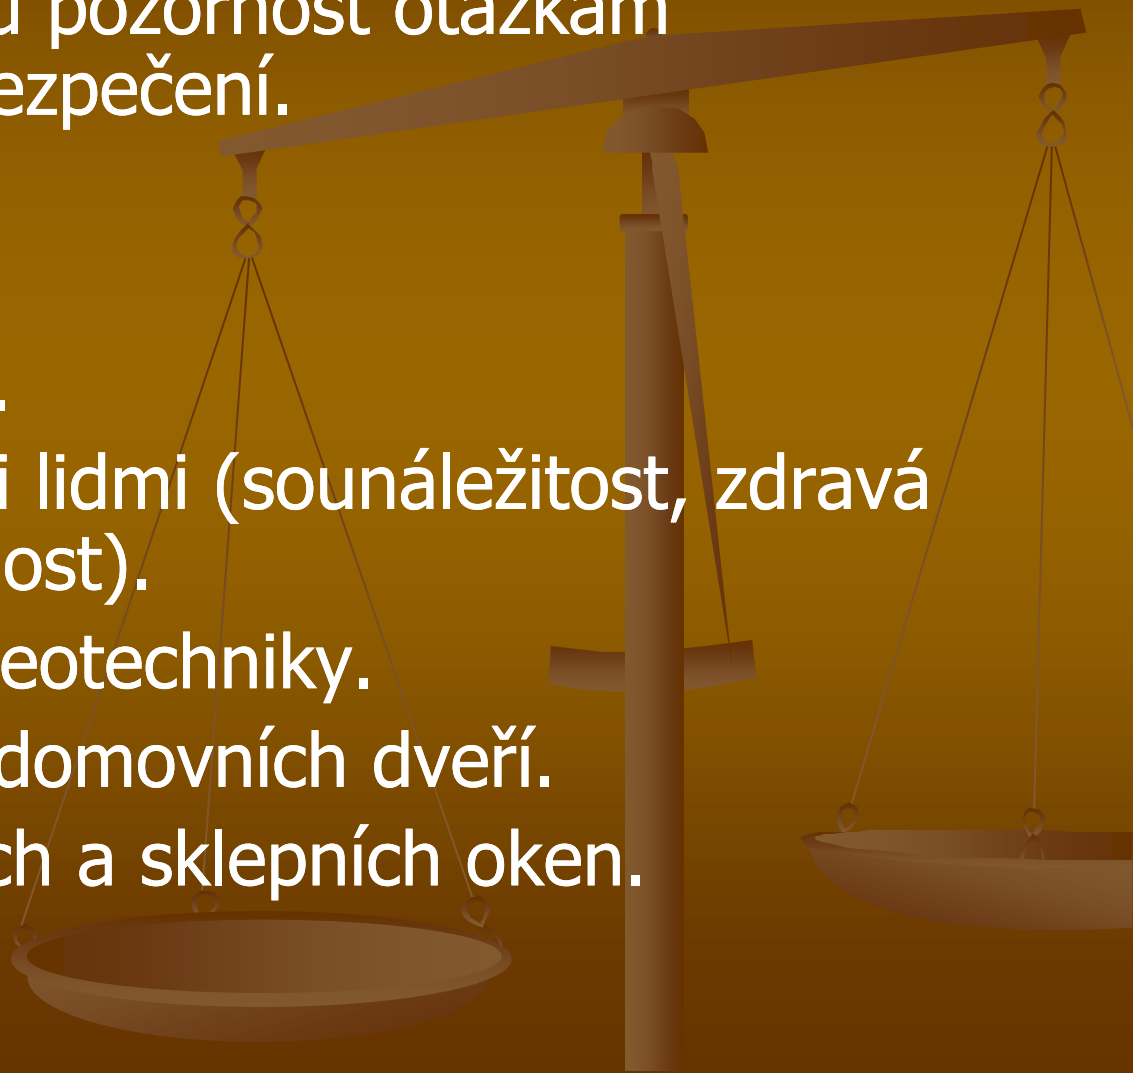 pozornost otázkám
ezpečení.
.
i lidmi (sounáležitost, zdravá
ost).
eotechniky.
domovních dveří.
ch a sklepních oken.